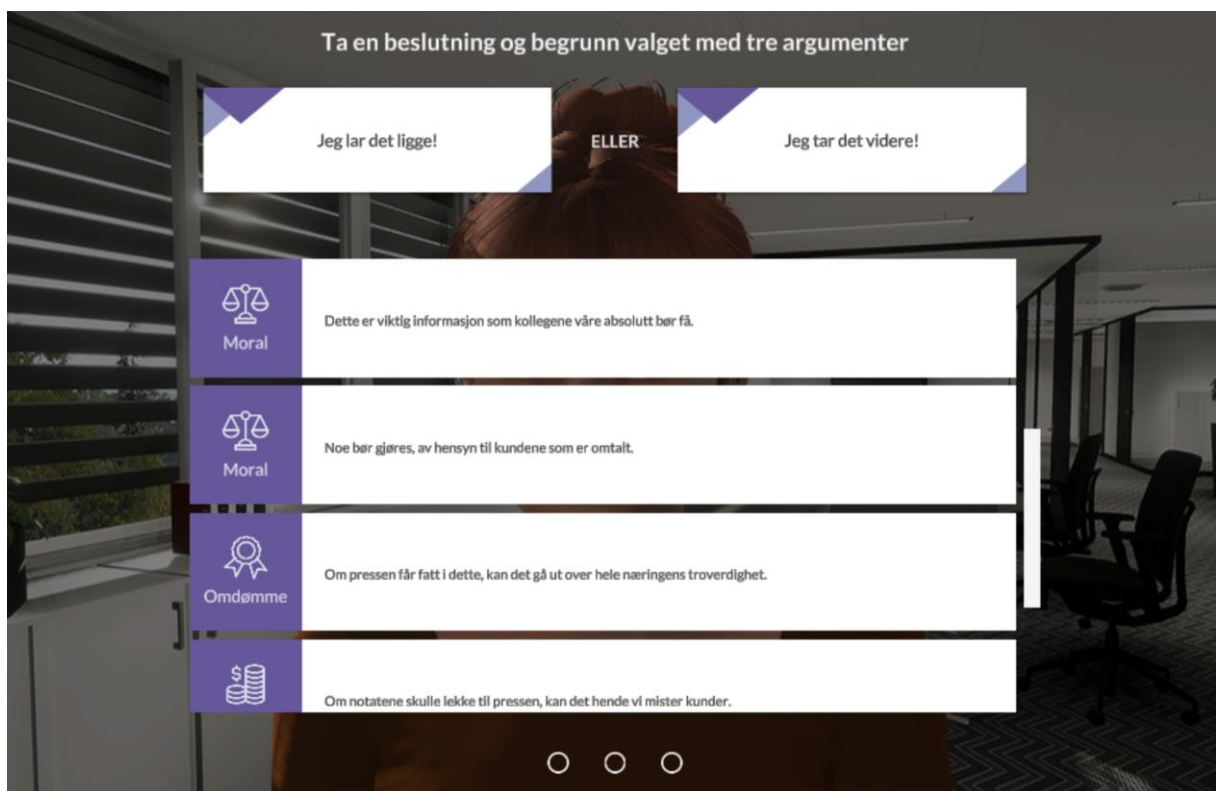 Ta en beslutning og begrunn valget med tre argumenter
Jeg lar det ligge!
ELLER
Jeg tar det videre!
Moral
Dette er viktig informasjon som kollegene våre absolutt bør få.
Moral
Noe bør gjøres, av hensyn til kundene som er omtalt.
Omdømme
Om pressen får fatt i dette, kan det gå ut over hele næringens troverdighet.
$
Om notatene skulle lekke til pressen, kan det hende vi mister kunder.